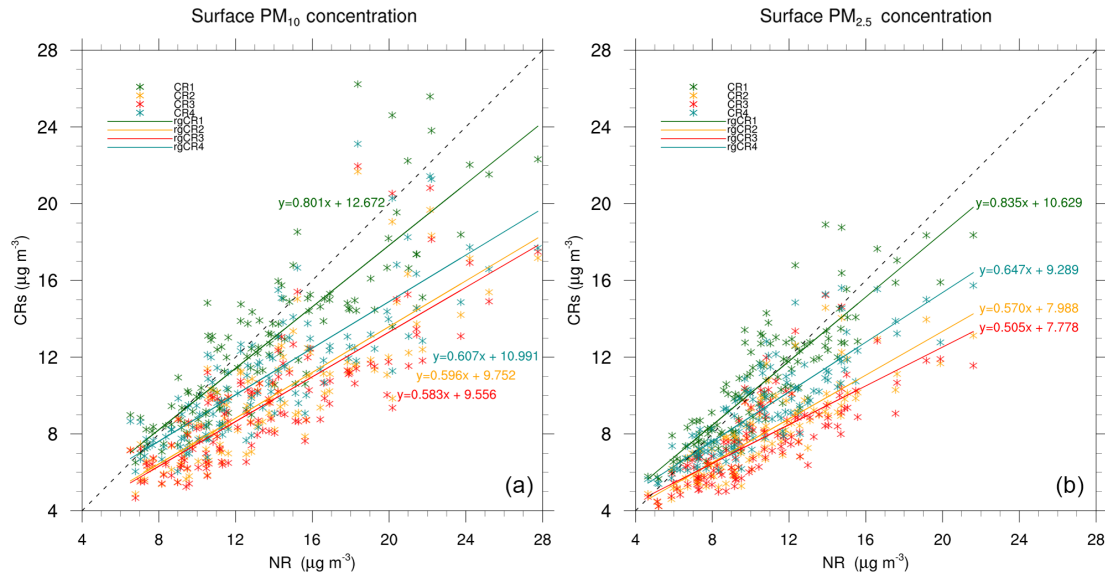 Surface PM10 concentration
28
24
20
16
12
8
4
CRs (µg m-3)
CR1
CR2
CR3
CR4
rgCR1
rgCR2
rgCR3
rgCR4
y=0.801x + 12.672
y=0.607x + 10.991
y=0.596x + 9.752
y=0.583x + 9.556
(a)
4 8 12 16 20 24 28
NR (µg m-3)
Surface PM2.5 concentration
28
24
20
16
12
8
4
CRs (µg m-3)
CR1
CR2
CR3
CR4
rgCR1
rgCR2
rgCR3
rgCR4
y=0.835x + 10.629
y=0.647x + 9.289
y=0.570x + 7.988
y=0.505x + 7.778
(b)
4 8 12 16 20 24 28
NR (µg m-3)